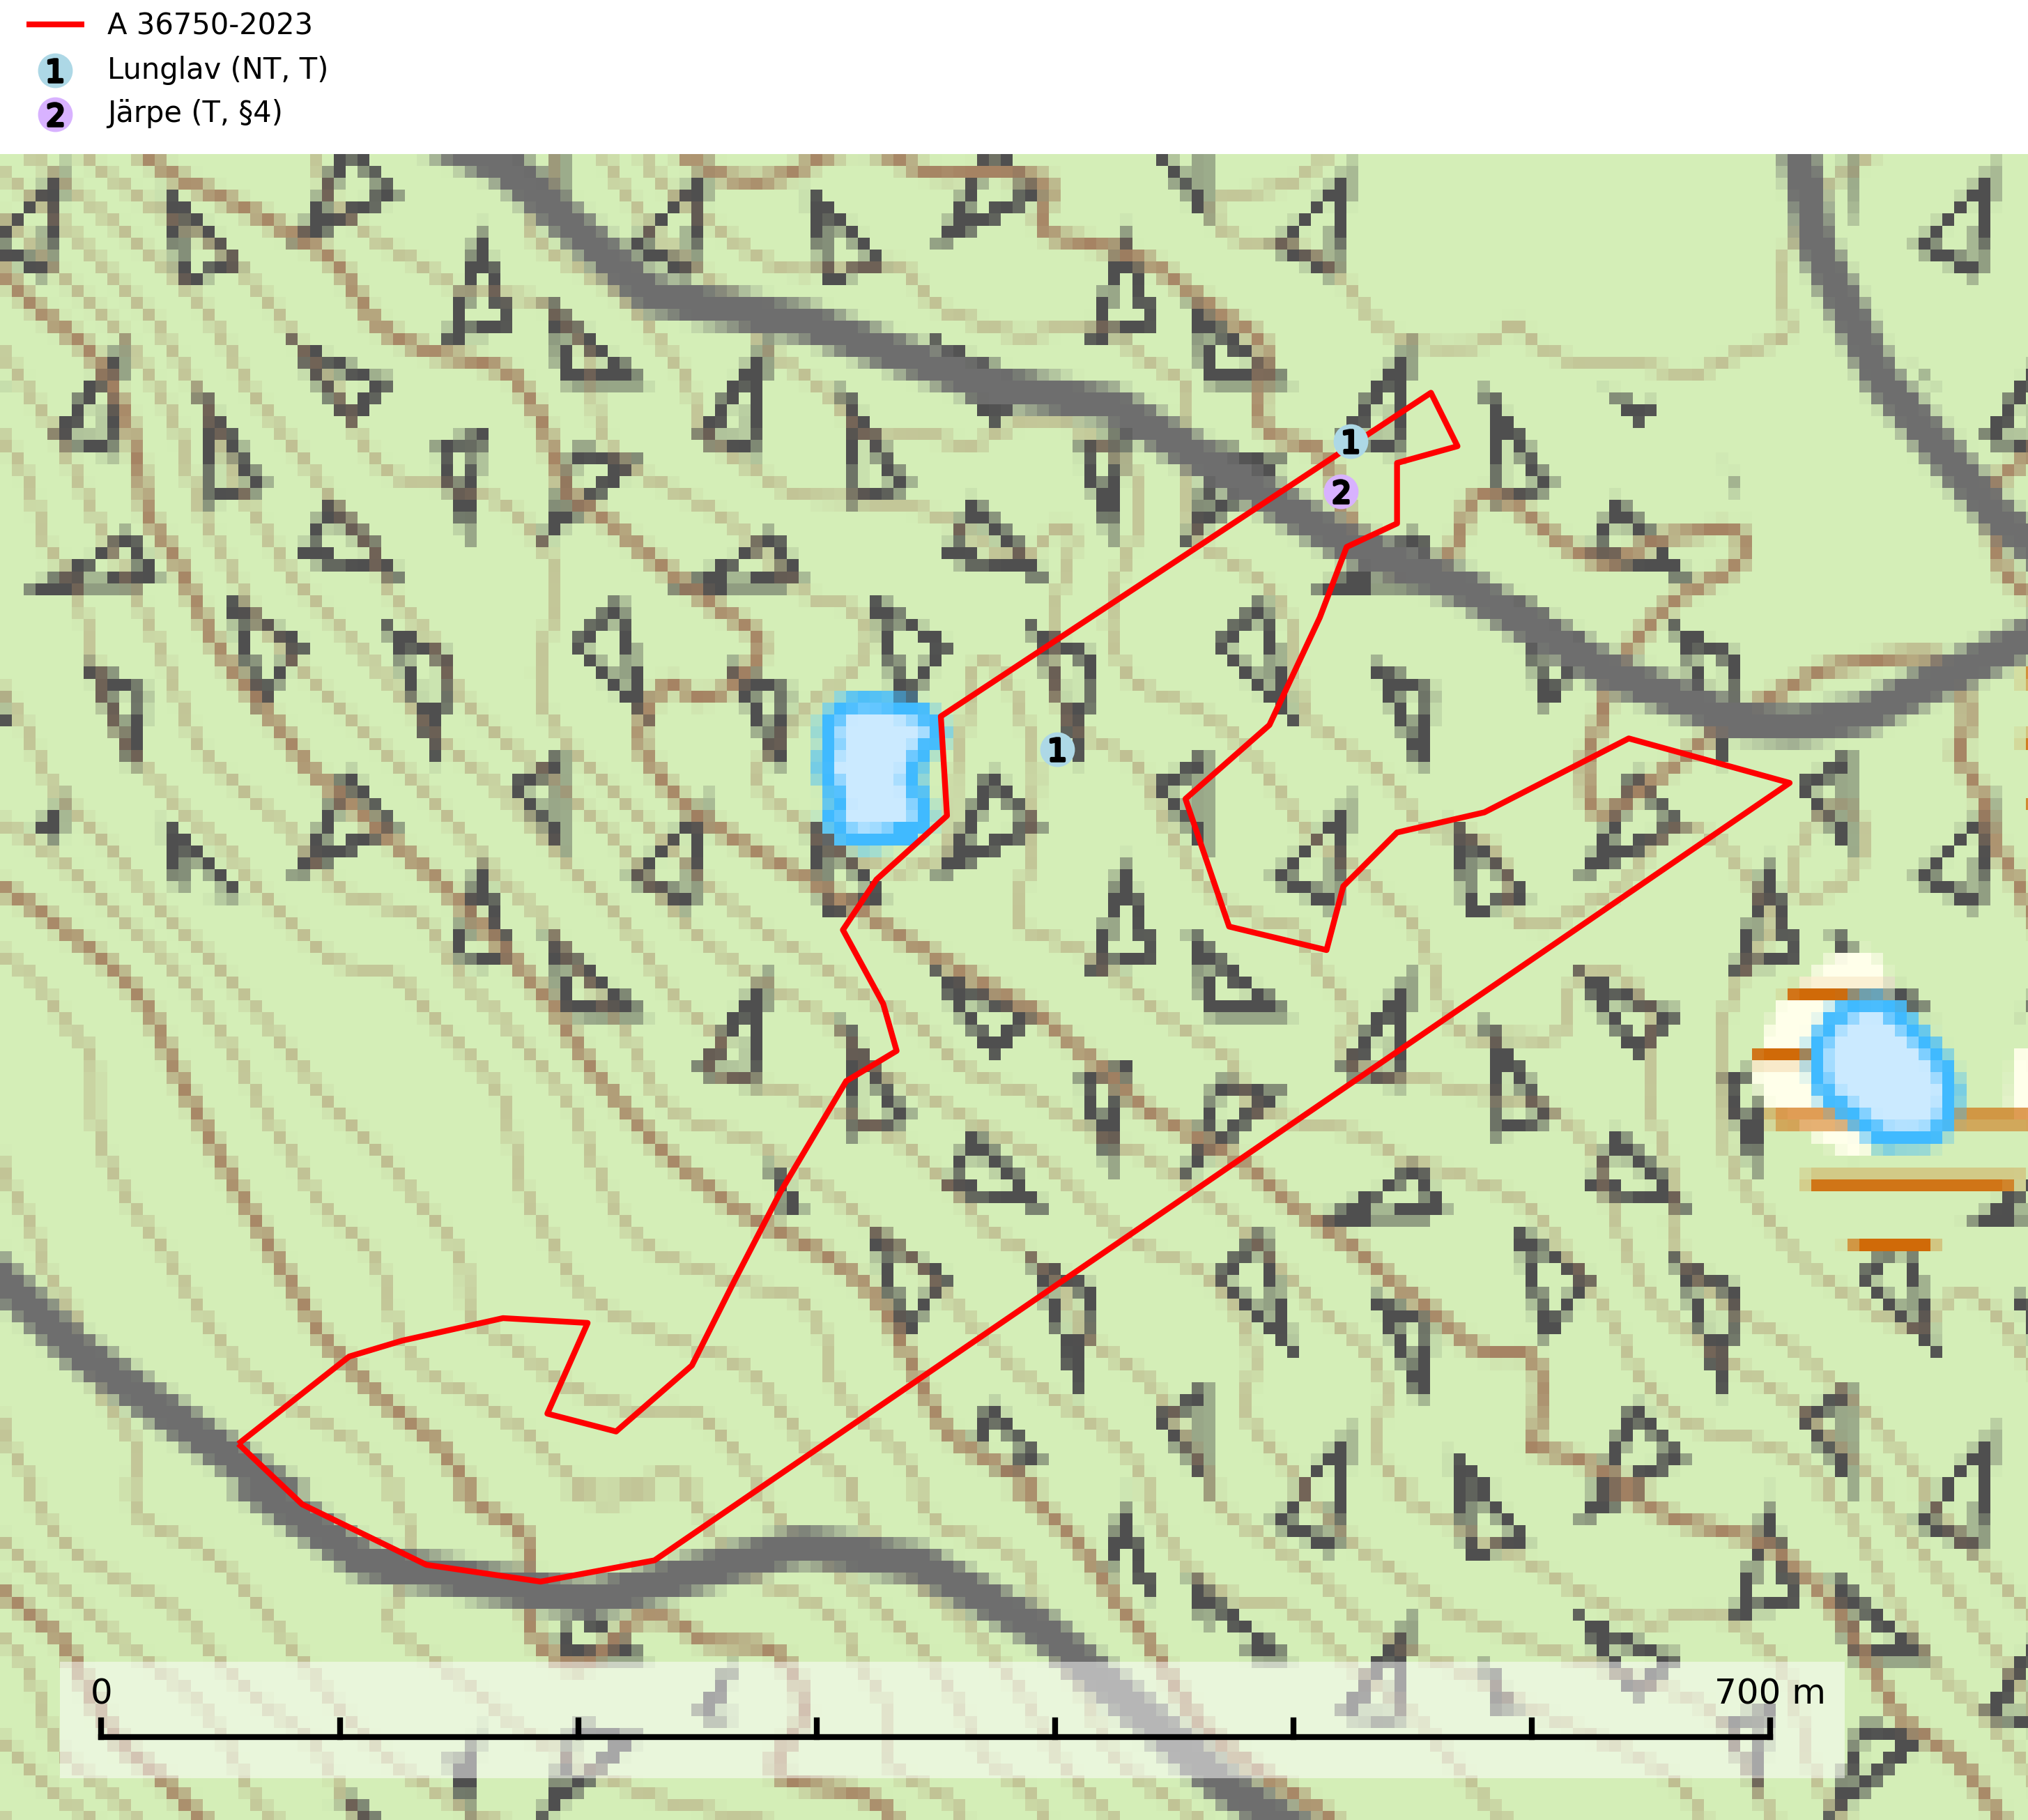 A 36750-2023
1 Lunglav (NT, T)
2 Järpe (T, §4)
1
2
1
0 700 m